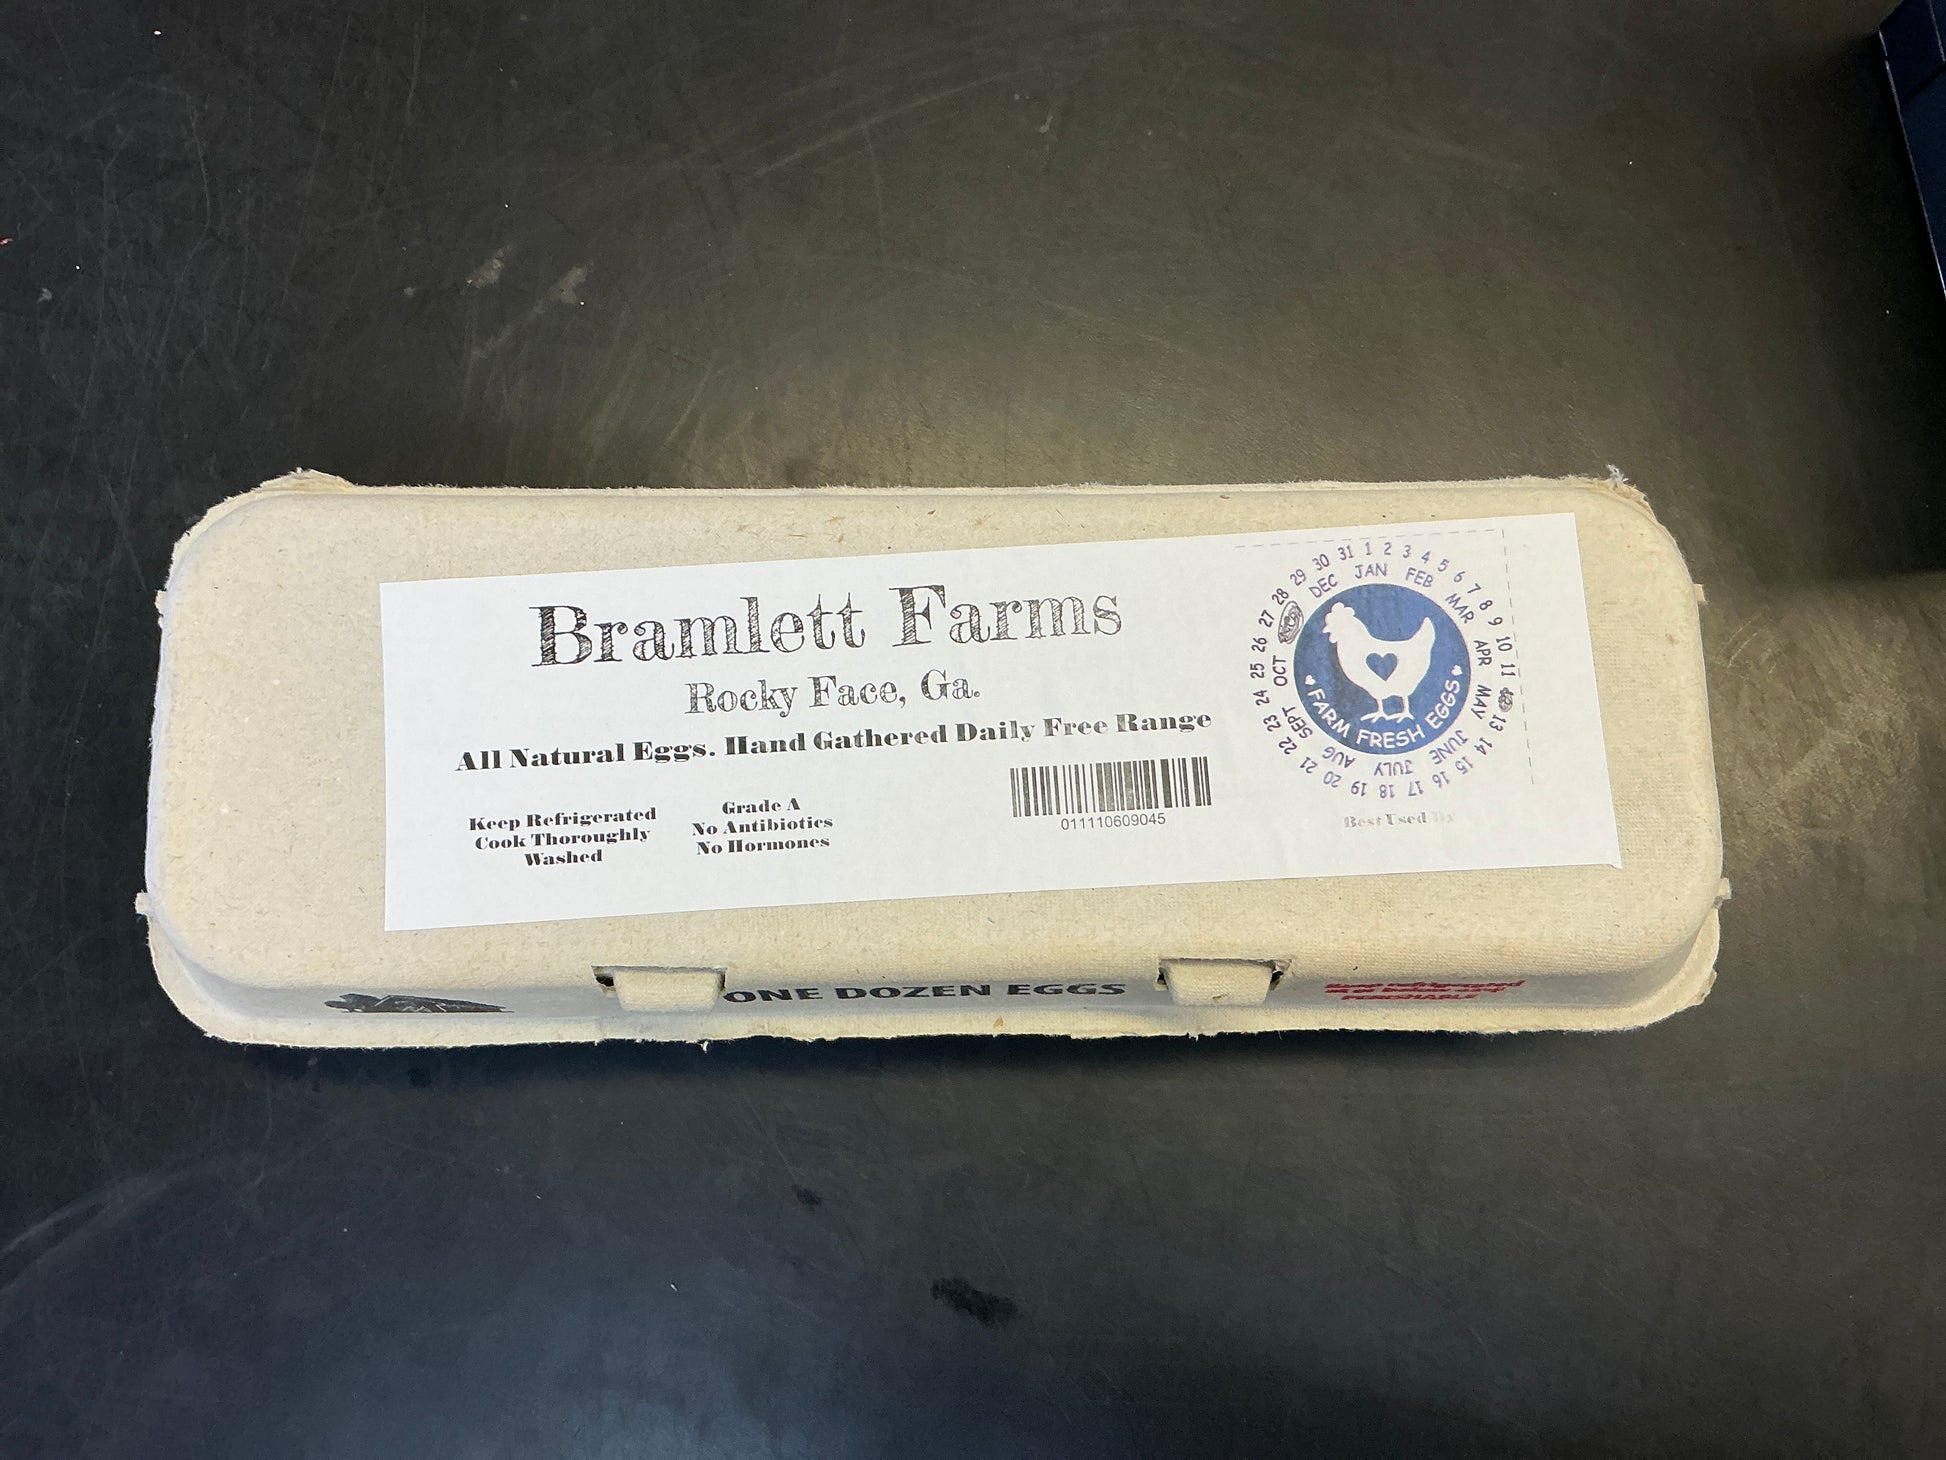 Bramlett Farms
Rocky Face, Ga.
All Natural Eggs. Hand Gathered Daily Free Range
Keep Refrigerated
Cook Thoroughly
Washed
Grade A
No Antibiotics
No Hormones
011110609045
1 2 3 4 5 6 7 8 9 10 11 13 14 15 16 17 18 19 20 21 22 23 24 25 26 27 28 29 30 31
JAN FEB MAR APR MAY JUNE JULY AUG SEPT OCT DEC
FARM FRESH EGGS
Best Used By
ONE DOZEN EGGS
Keep refrigerated
PERISHABLE